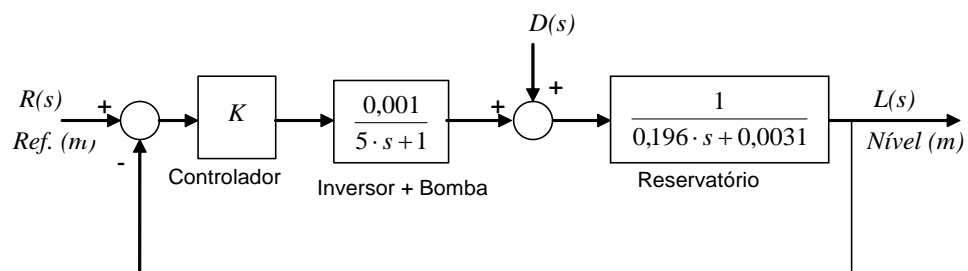 D(s)
+
R(s) + K 0,001 + 1 L(s)
5 · s + 1 0,196 · s + 0,0031
Ref. (m) - Nível (m)
Controlador Inversor + Bomba Reservatório